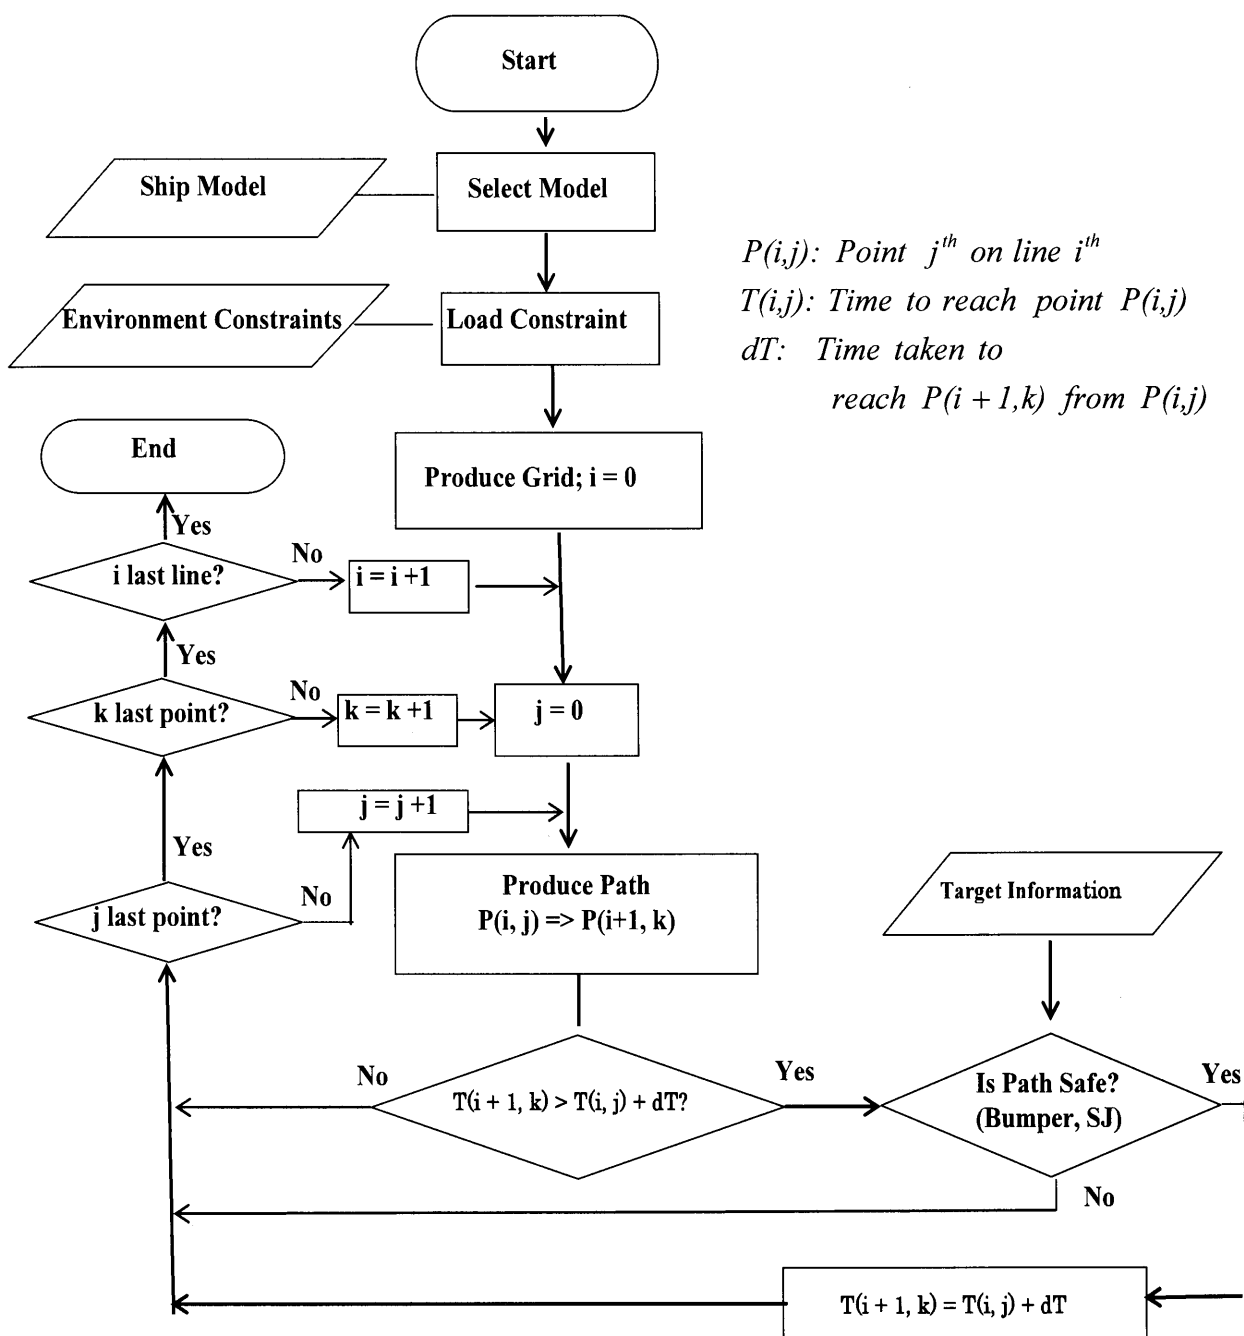 Start
Ship Model
Select Model
P(i,j): Point j^th on line i^th
T(i,j): Time to reach point P(i,j)
dT: Time taken to
reach P(i + 1,k) from P(i,j)
Environment Constraints
Load Constraint
End
Produce Grid; i = 0
Yes
No
i last line?
i = i +1
Yes
No
k last point?
k = k +1
j = 0
j = j +1
Yes
No
j last point?
Produce Path
P(i, j) => P(i+1, k)
Target Information
No
T(i + 1, k) > T(i, j) + dT?
Yes
Is Path Safe?
(Bumper, SJ)
Yes
No
T(i + 1, k) = T(i, j) + dT